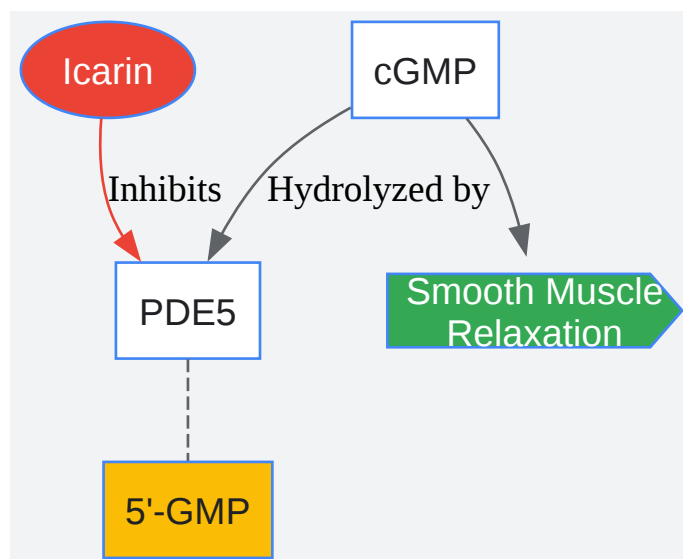 Icarin
cGMP
Inhibits
Hydrolyzed by
PDE5
Smooth Muscle
Relaxation
5'-GMP